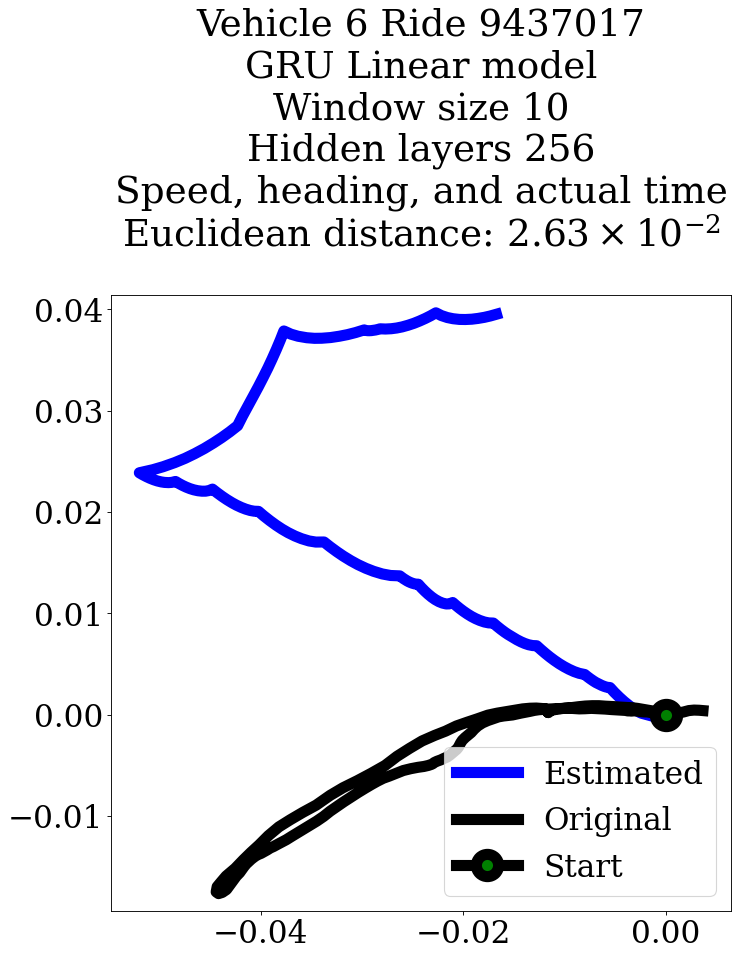 Vehicle 6 Ride 9437017
GRU Linear model
Window size 10
Hidden layers 256
Speed, heading, and actual time
Euclidean distance: 2.63 × 10⁻²
0.04
0.03
0.02
0.01
0.00
−0.01
Estimated
Original
Start
−0.04
−0.02
0.00